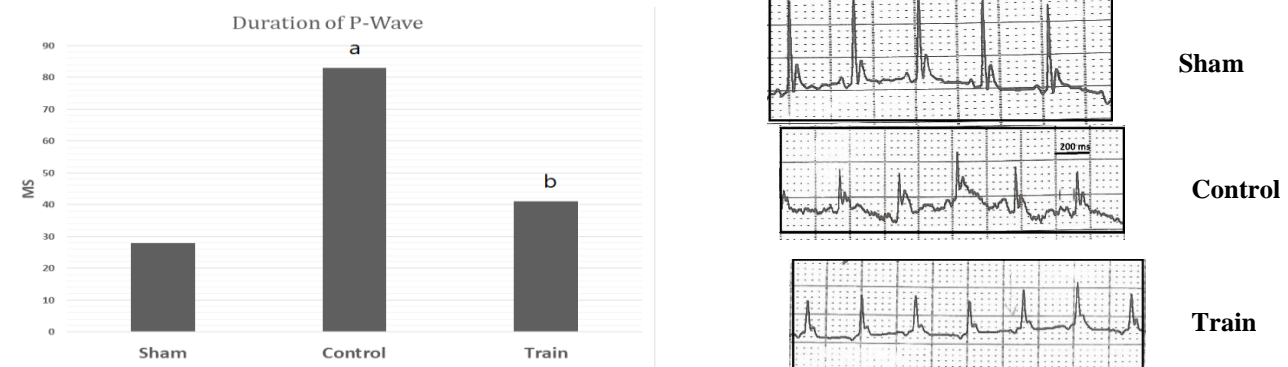 Duration of P-Wave
90
80
70
60
50
40
30
20
10
0
MS
a
b
Sham
Control
Train
Sham
200 ms
Control
Train